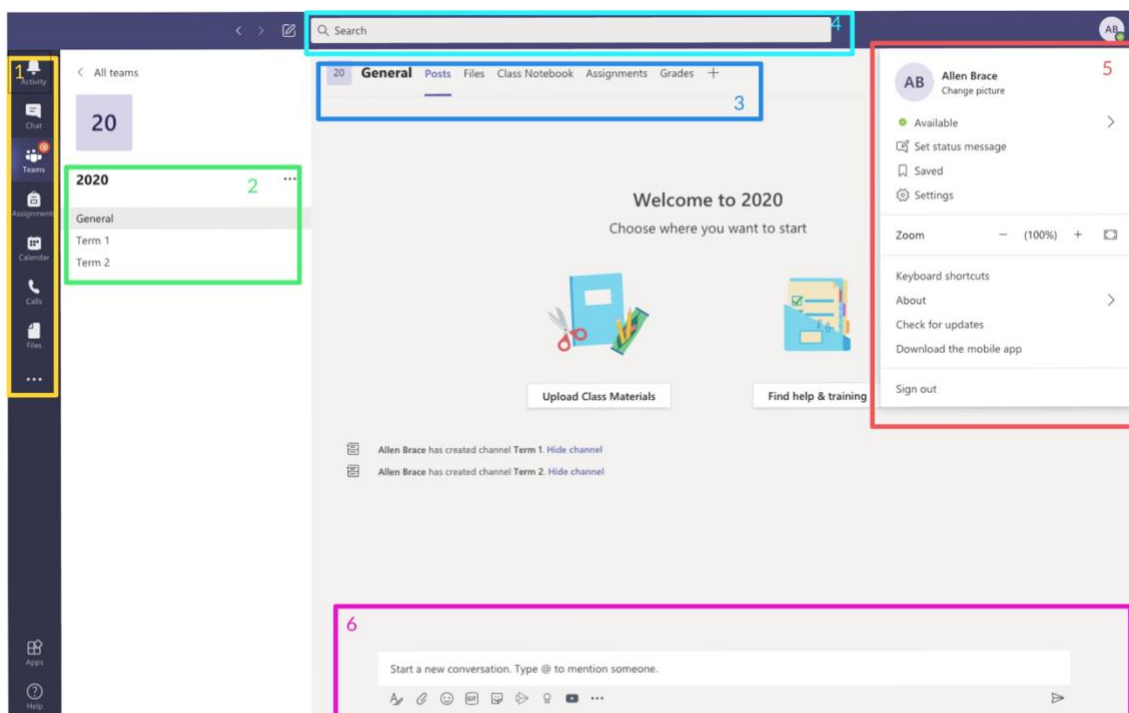 Search
4
AB
1
Activity
Chat
Teams
Assignments
Calendar
Calls
Files
Apps
Help
All teams
20
2020
2
General
Term 1
Term 2
20 General Posts Files Class Notebook Assignments Grades +
3
Welcome to 2020
Choose where you want to start
Upload Class Materials
Find help & training
Allen Brace has created channel Term 1. Hide channel
Allen Brace has created channel Term 2. Hide channel
5
AB
Allen Brace
Change picture
Available
Set status message
Saved
Settings
Zoom - (100%) +
Keyboard shortcuts
About
Check for updates
Download the mobile app
Sign out
6
Start a new conversation. Type @ to mention someone.
GIF